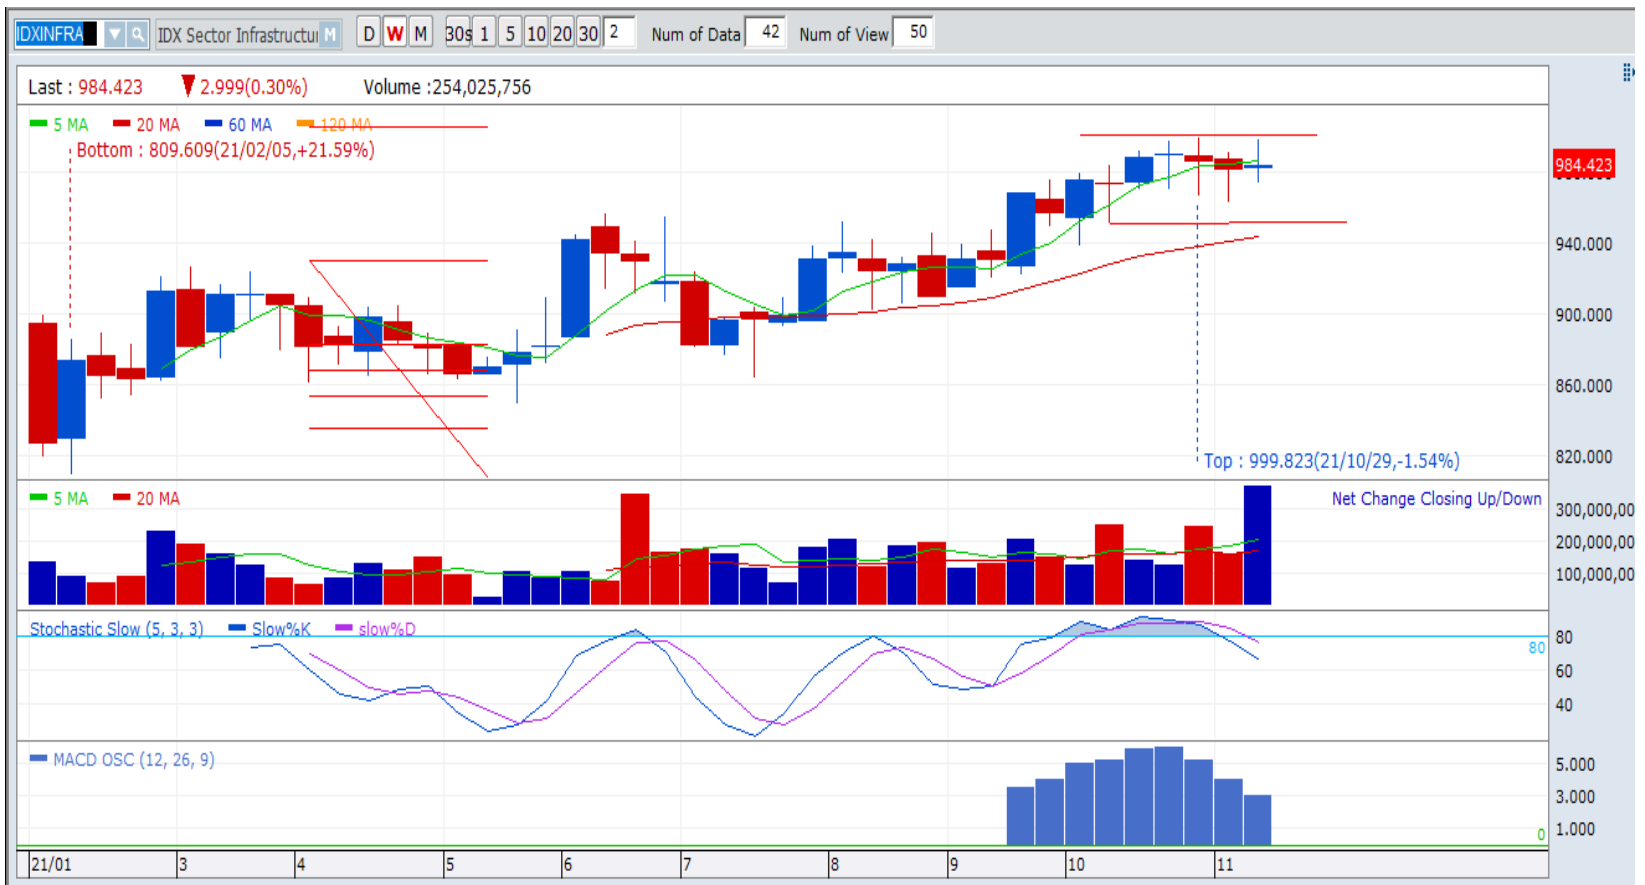 IDXINFRA IDX Sector Infrastructur M D W M 30s 1 5 10 20 30 2 Num of Data 42 Num of View 50
Last : 984.423 ▼ 2.999(0.30%) Volume :254,025,756
5 MA 20 MA 60 MA 120 MA
Bottom : 809.609(21/02/05,+21.59%)
984.423
940.000
900.000
860.000
820.000
Top : 999.823(21/10/29,-1.54%)
5 MA 20 MA Net Change Closing Up/Down
300,000,00
200,000,00
100,000,00
Stochastic Slow (5, 3, 3) Slow%K slow%D
80
80
60
40
MACD OSC (12, 26, 9)
5.000
3.000
1.000
0
21/01 3 4 5 6 7 8 9 10 11